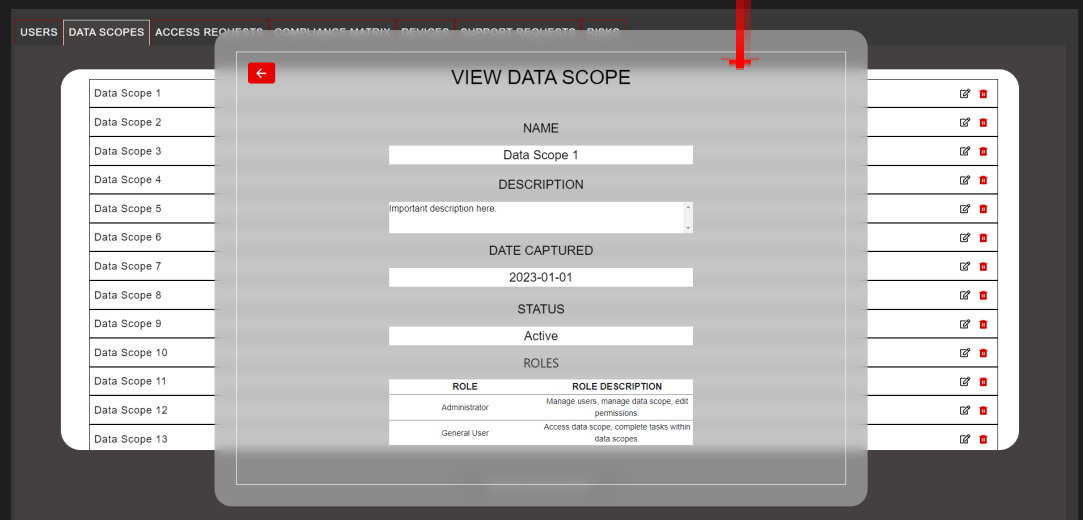 USERS DATA SCOPES ACCESS REQUESTS COMPLIANCE MATRIX DEVICES SUPPORT REQUESTS RISKS
VIEW DATA SCOPE
Data Scope 1
Data Scope 2
Data Scope 3
Data Scope 4
Data Scope 5
Data Scope 6
Data Scope 7
Data Scope 8
Data Scope 9
Data Scope 10
Data Scope 11
Data Scope 12
Data Scope 13
NAME
Data Scope 1
DESCRIPTION
Important description here.
DATE CAPTURED
2023-01-01
STATUS
Active
ROLES
ROLE ROLE DESCRIPTION
Administrator Manage users, manage data scope, edit
permissions.
General User Access data scope, complete tasks within
data scopes.